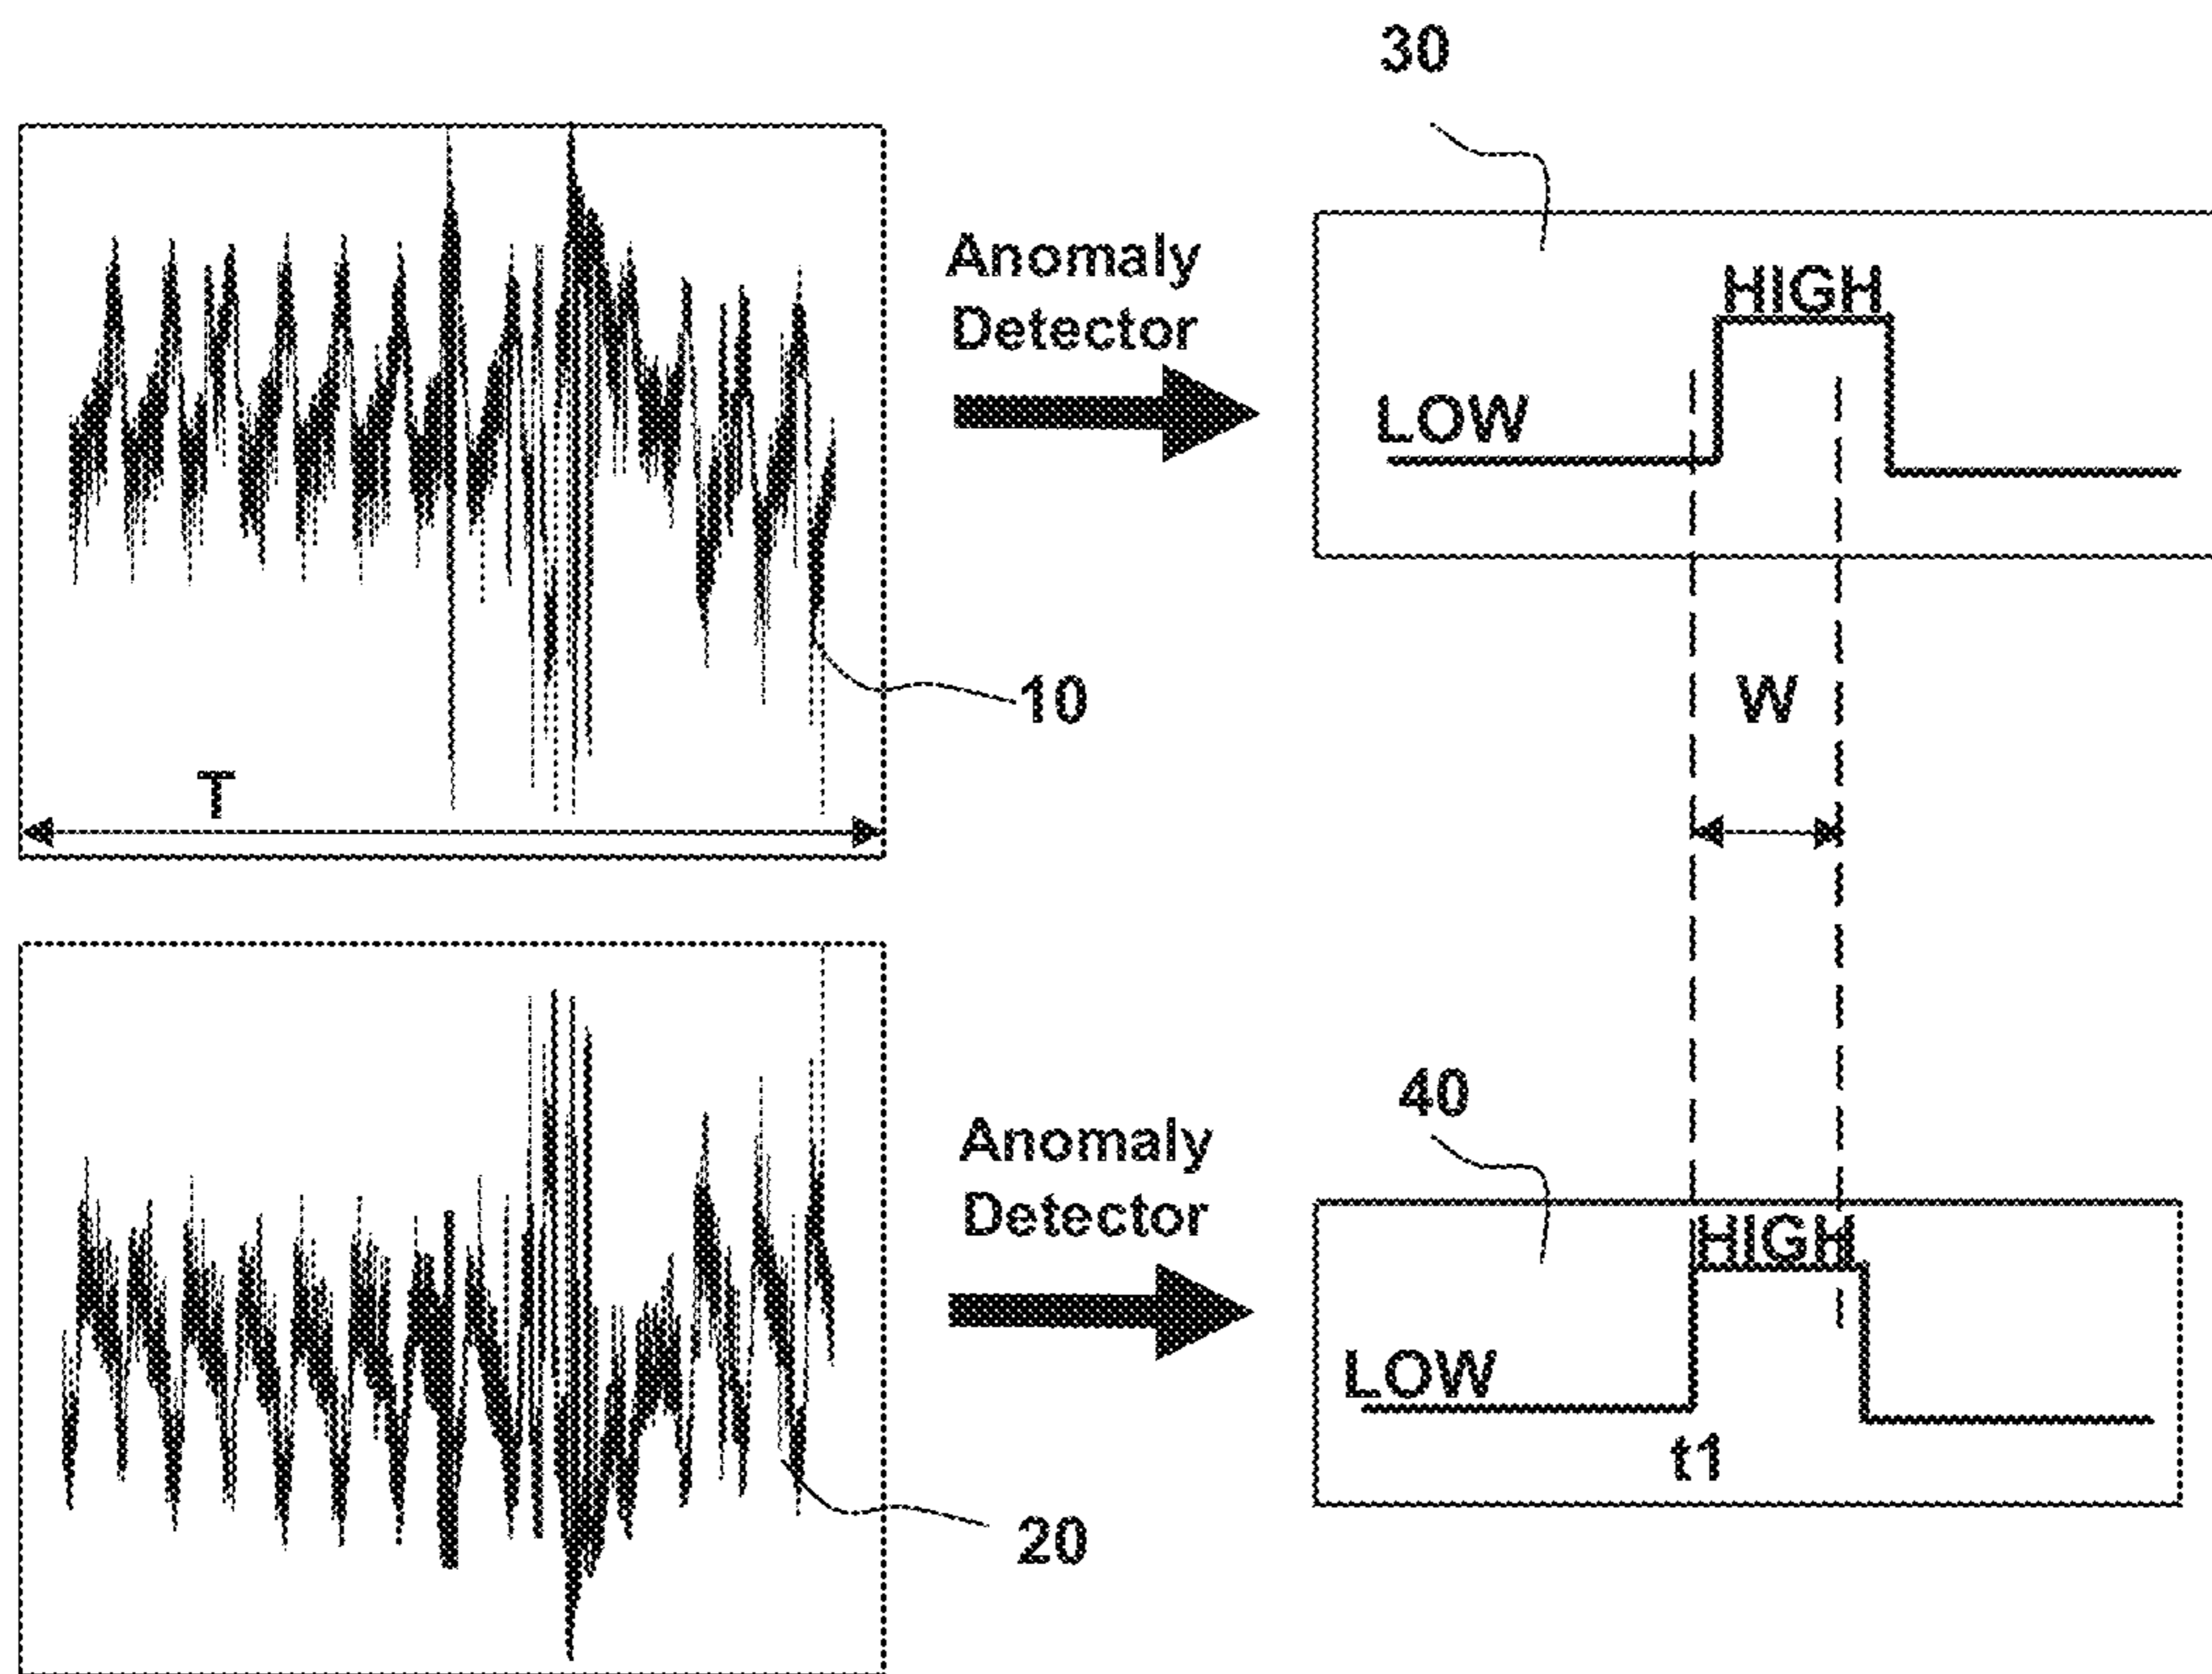 30
Anomaly
Detector
HIGH
LOW
10
W
T
40
Anomaly
Detector
HIGH
LOW
t1
20